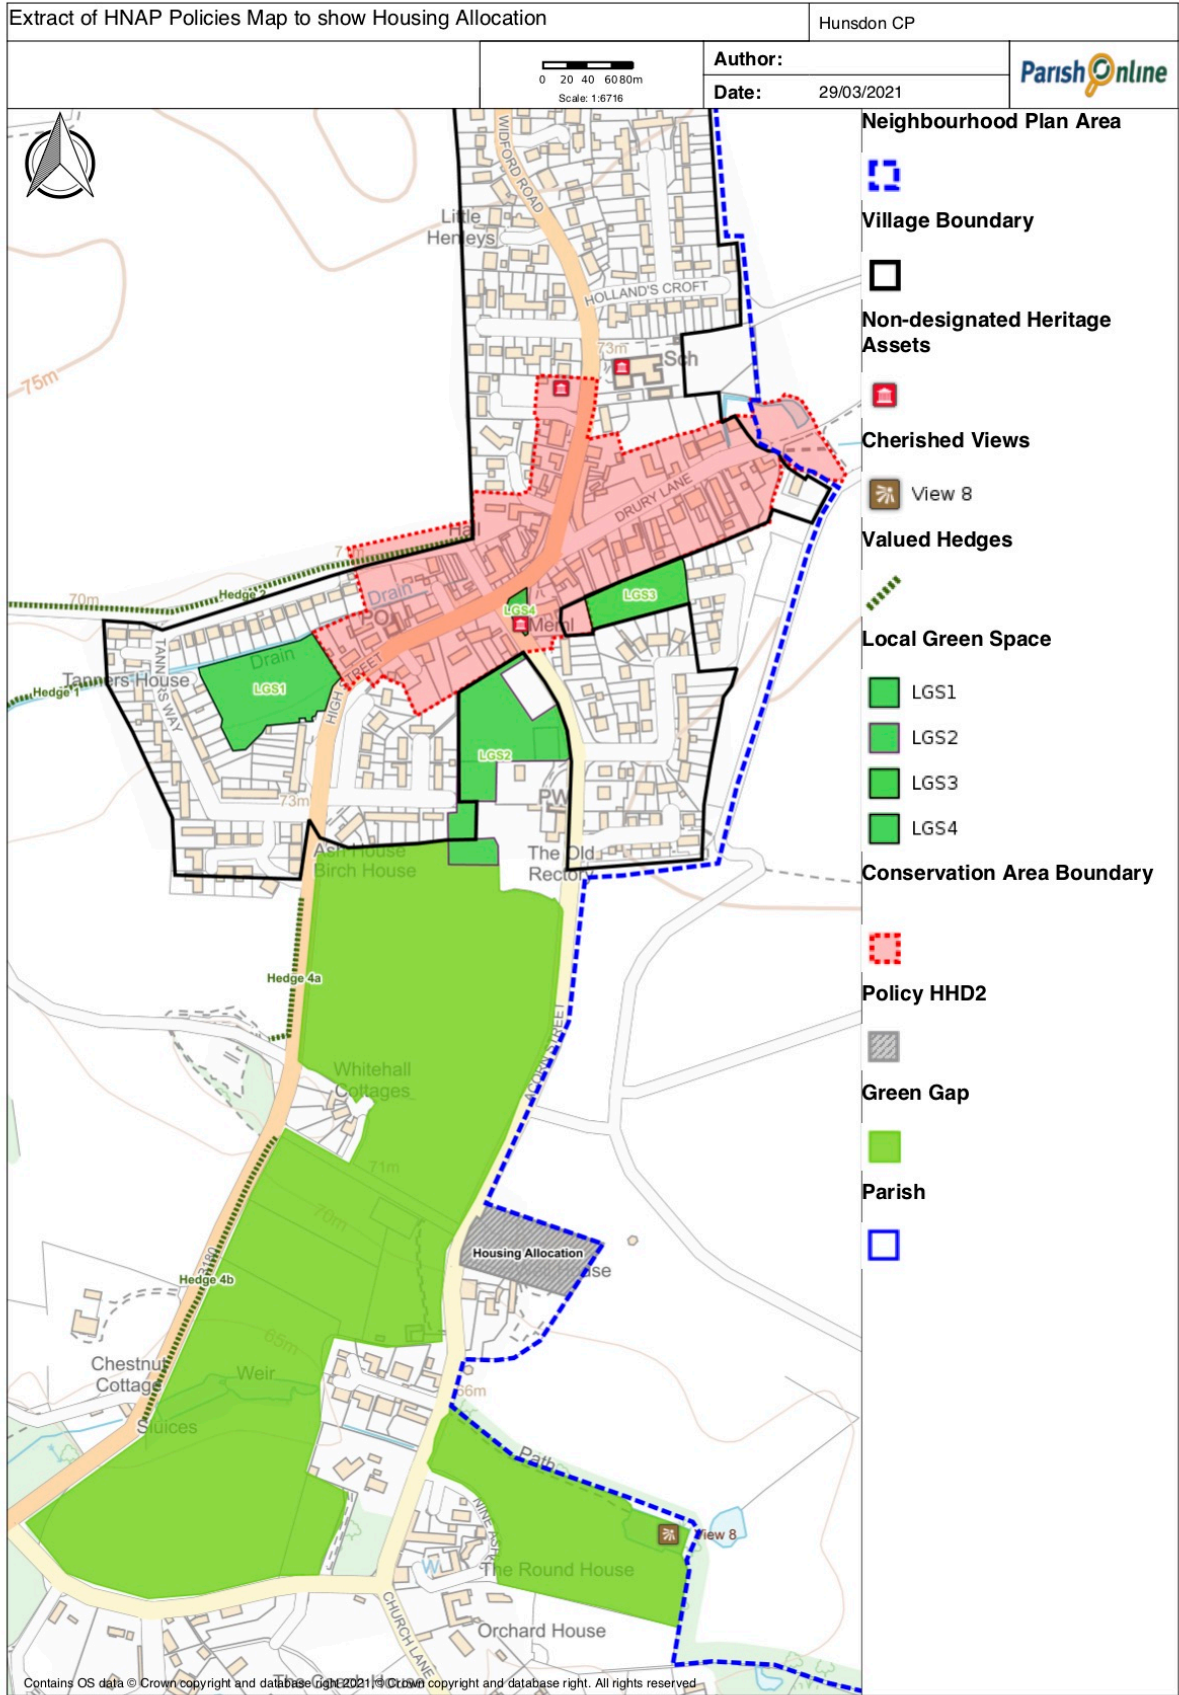 Extract of HNAP Policies Map to show Housing Allocation
Hunsdon CP
0 20 40 60 80m
Scale: 1:6716
Author:
Date: 29/03/2021
Parish Online
Neighbourhood Plan Area
Village Boundary
Non-designated Heritage
Assets
Cherished Views
View 8
Valued Hedges
Local Green Space
LGS1
LGS2
LGS3
LGS4
Conservation Area Boundary
Policy HHD2
Green Gap
Parish
WIDFORD ROAD
Little
Henleys
HOLLAND'S CROFT
73m
Sch
75m
DRURY LANE
Hall
70m
Hedge 2
Drain
PO
LGS3
LGS4
Meml
TANNERS WAY
Drain
Tanners House
Hedge 1
LGS1
HIGH STREET
LGS2
73m
PW
Ash House
Birch House
The Old
Rectory
Hedge 4a
ACORN STREET
Whitehall
Cottages
71m
70m
Housing Allocation
Hedge 4b
65m
Chestnut
Cottage
Weir
66m
Sluices
Path
NINE ASHES
View 8
The Round House
W
CHURCH LANE
Orchard House
Contains OS data © Crown copyright and database right 2021, © Crown copyright and database right. All rights reserved